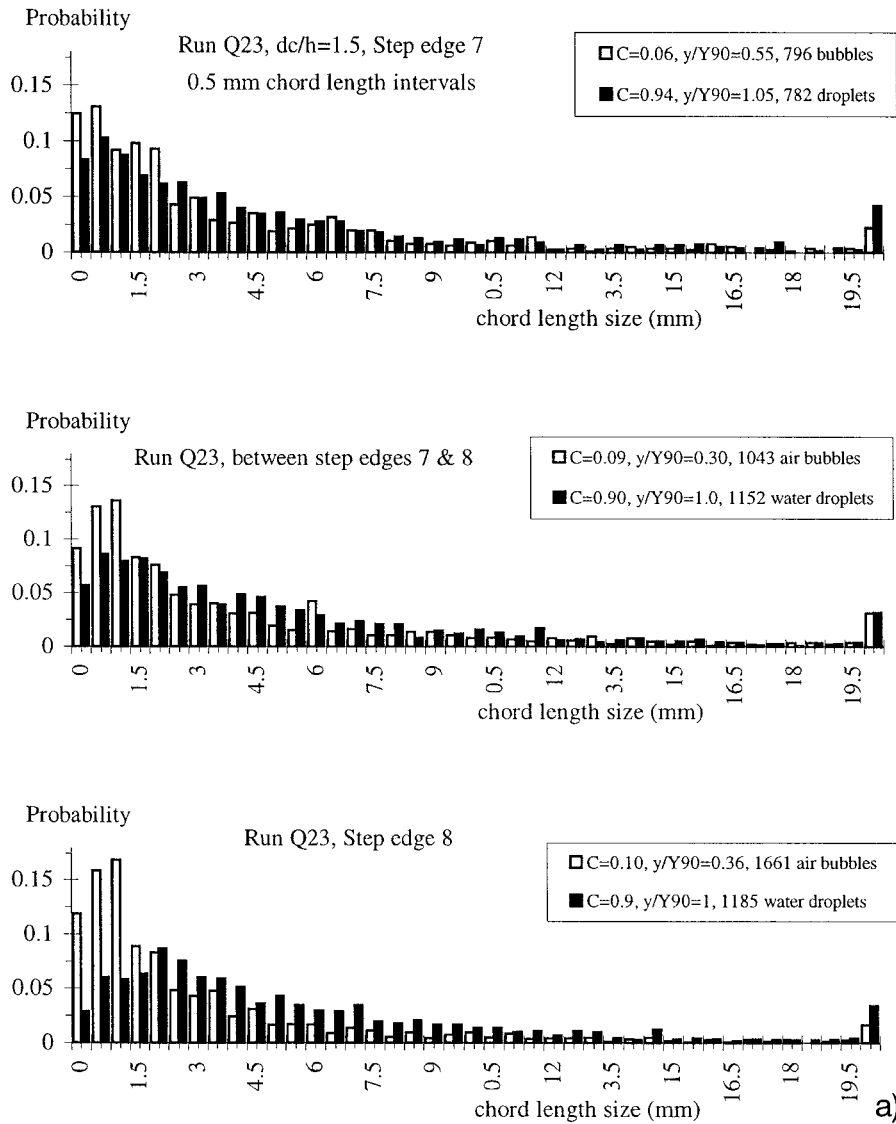 Probability
Run Q23, dc/h=1.5, Step edge 7
0.5 mm chord length intervals
C=0.06, y/Y90=0.55, 796 bubbles
C=0.94, y/Y90=1.05, 782 droplets
0.15
0.1
0.05
0
0 1.5 3 4.5 6 7.5 9 0.5 12 3.5 15 16.5 18 19.5
chord length size (mm)
Probability
Run Q23, between step edges 7 & 8
C=0.09, y/Y90=0.30, 1043 air bubbles
C=0.90, y/Y90=1.0, 1152 water droplets
0.15
0.1
0.05
0
0 1.5 3 4.5 6 7.5 9 0.5 12 3.5 15 16.5 18 19.5
chord length size (mm)
Probability
Run Q23, Step edge 8
C=0.10, y/Y90=0.36, 1661 air bubbles
C=0.9, y/Y90=1, 1185 water droplets
0.15
0.1
0.05
0
0 1.5 3 4.5 6 7.5 9 0.5 12 3.5 15 16.5 18 19.5
chord length size (mm)
a)